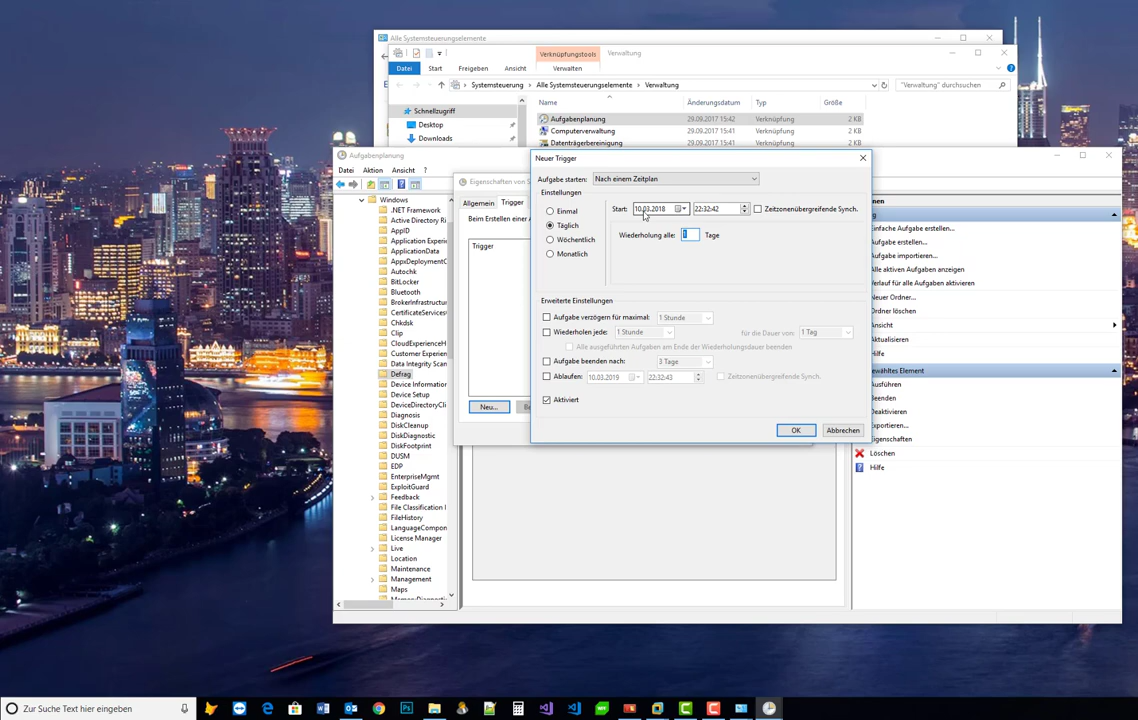 Alle Systemsteuerungselemente
Verknüpfungstools
Verwaltung
Datei
Start
Freigeben
Ansicht
Verwalten
Systemsteuerung
Alle Systemsteuerungselemente
Verwaltung
"Verwaltung" durchsuchen
Schnellzugriff
Desktop
Downloads
Name
Änderungsdatum
Typ
Größe
Aufgabenplanung
29.09.2017 15:42
Verknüpfung
2 KB
Computerverwaltung
29.09.2017 15:41
Verknüpfung
2 KB
Datenträgerbereinigung
29.09.2017 15:41
Verknüpfung
2 KB
Aufgabenplanung
Datei
Aktion
Ansicht
?
Windows
.NET Framework
Active Directory Ri
AppID
Application Experi
ApplicationData
AppxDeploymentC
Autochk
BitLocker
Bluetooth
BrokerInfrastructur
CertificateServices
Chkdsk
Clip
CloudExperienceH
Customer Experien
Data Integrity Scan
Defrag
Device Informatio
Device Setup
DeviceDirectoryCli
Diagnosis
DiskCleanup
DiskDiagnostic
DiskFootprint
DUSM
EDP
EnterpriseMgmt
ExploitGuard
Feedback
File Classification I
FileHistory
LanguageCompon
License Manager
Live
Location
Maintenance
Management
Maps
MemoryDiagnosti
Eigenschaften von S
Allgemein
Trigger
Beim Erstellen einer A
Trigger
Neu...
Be
Neuer Trigger
Aufgabe starten:
Nach einem Zeitplan
Einstellungen
Einmal
Täglich
Wöchentlich
Monatlich
Start:
10.03.2018
22:32:42
Zeitzonenübergreifende Synch.
Wiederholung alle:
1
Tage
Erweiterte Einstellungen
Aufgabe verzögern für maximal:
1 Stunde
Wiederholen jede:
1 Stunde
für die Dauer von:
1 Tag
Alle ausgeführten Aufgaben am Ende der Wiederholungsdauer beenden
Aufgabe beenden nach:
3 Tage
Ablaufen:
10.03.2019
22:32:43
Zeitzonenübergreifende Synch.
Aktiviert
OK
Abbrechen
nen
g
Einfache Aufgabe erstellen...
Aufgabe erstellen...
Aufgabe importieren...
Alle aktiven Aufgaben anzeigen
Verlauf für alle Aufgaben aktivieren
Neuer Ordner...
Ordner löschen
Ansicht
Aktualisieren
Hilfe
ewähltes Element
Ausführen
Beenden
Deaktivieren
Exportieren...
Eigenschaften
Löschen
Hilfe
Zur Suche Text hier eingeben